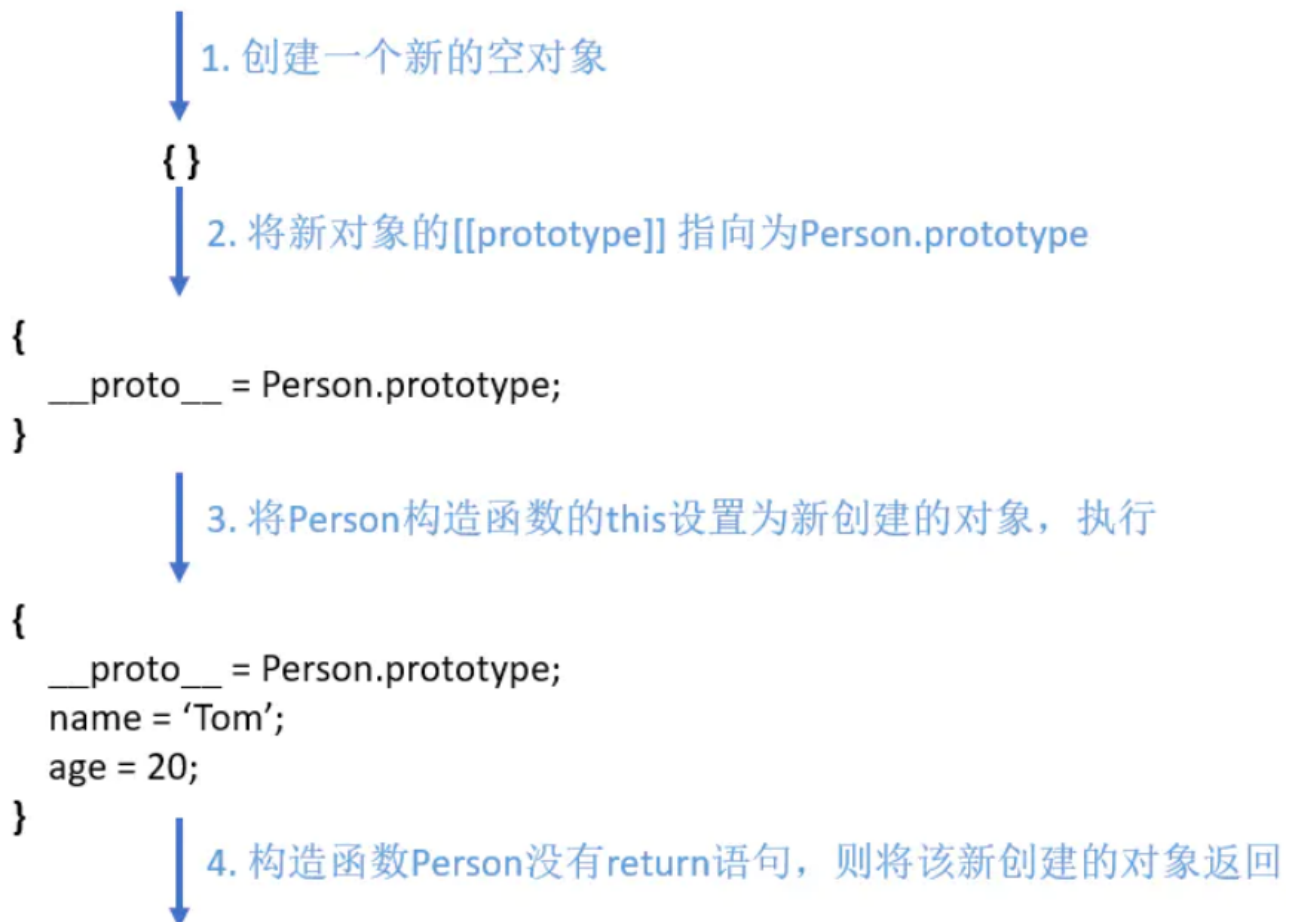 1. 创建一个新的空对象
{ }
2. 将新对象的[[prototype]] 指向为Person.prototype
{
__proto__ = Person.prototype;
}
3. 将Person构造函数的this设置为新创建的对象，执行
{
__proto__ = Person.prototype;
name = ‘Tom’;
age = 20;
}
4. 构造函数Person没有return语句，则将该新创建的对象返回